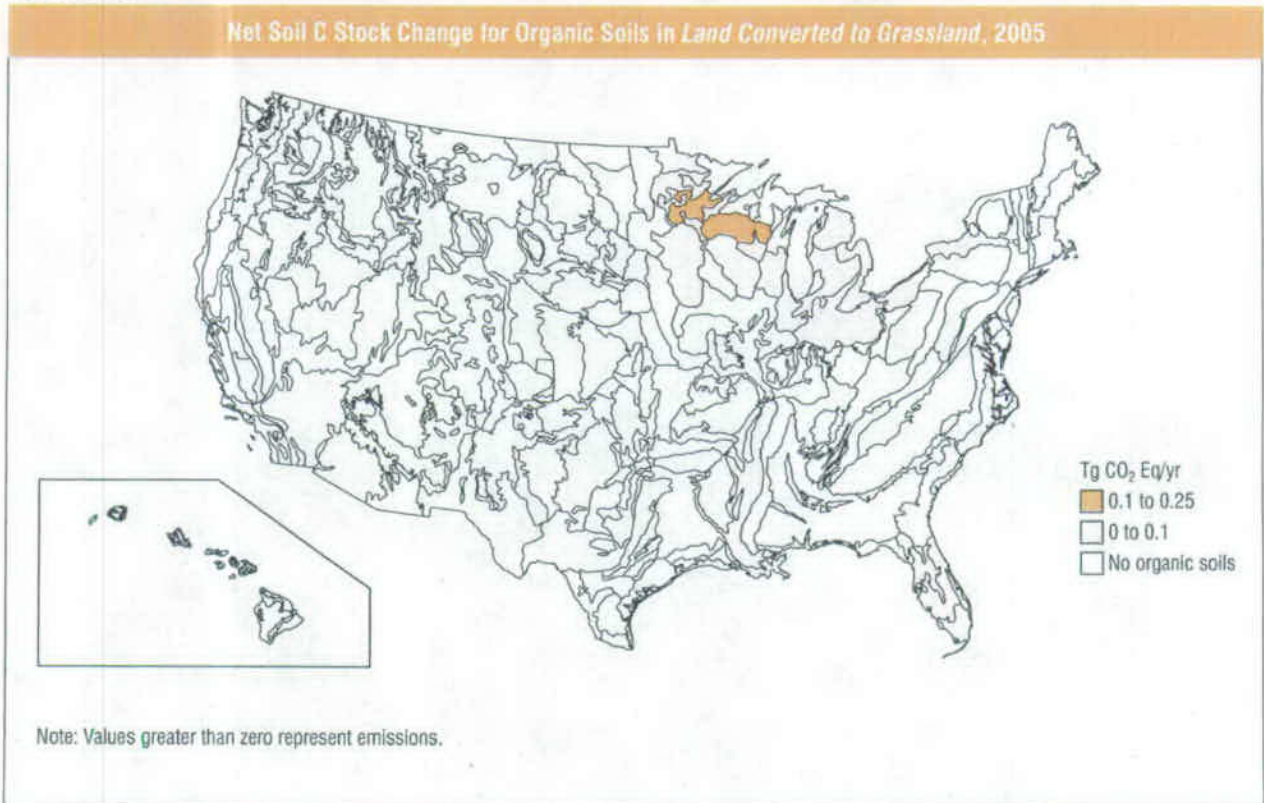 Net Soil C Stock Change for Organic Soils in Land Converted to Grassland, 2005
Tg CO₂ Eq/yr
0.1 to 0.25
0 to 0.1
No organic soils
Note: Values greater than zero represent emissions.